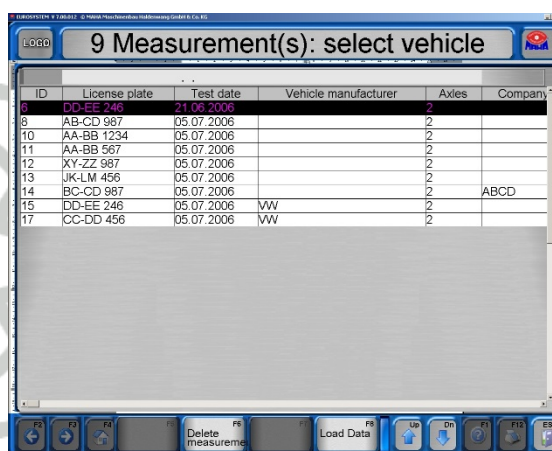 EUROSYSTEM V 7.00.012 © MAHA Maschinenbau Haldenwang GmbH & Co. KG
LOGO 9 Measurement(s): select vehicle
ID License plate Test date Vehicle manufacturer Axles Company
6 DD-EE 246 21.06.2006 2
8 AB-CD 987 05.07.2006 2
10 AA-BB 1234 05.07.2006 2
11 AA-BB 567 05.07.2006 2
12 XY-ZZ 987 05.07.2006 2
13 JK-LM 456 05.07.2006 2
14 BC-CD 987 05.07.2006 2 ABCD
15 DD-EE 246 05.07.2006 VW 2
17 CC-DD 456 05.07.2006 VW 2
F2 F3 F4 F5 F6 F7 F8 Up Dn F1 F12 ES
Delete Load Data
measureme